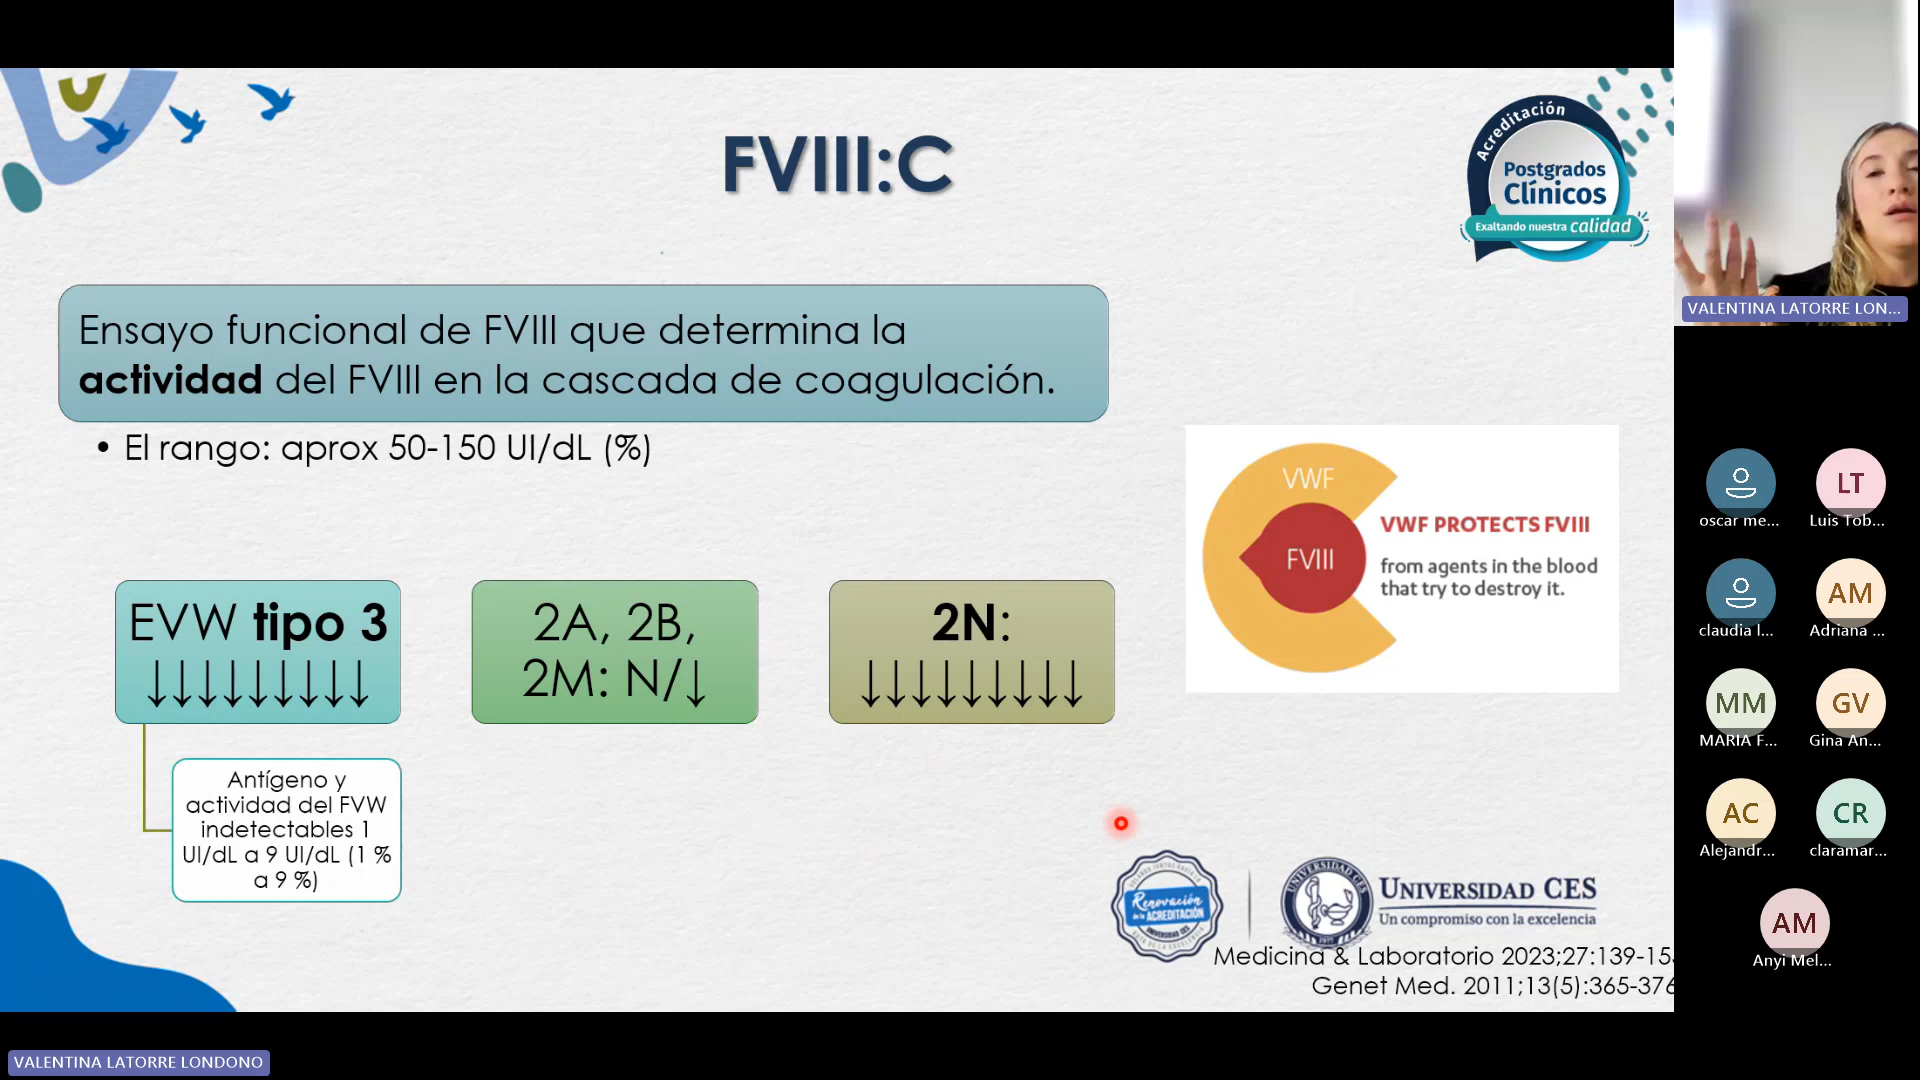 FVIII:C
Acreditación
Postgrados
Clínicos
Exaltando nuestra calidad
Ensayo funcional de FVIII que determina la
actividad del FVIII en la cascada de coagulación.
• El rango: aprox 50-150 UI/dL (%)
EVW tipo 3
↓↓↓↓↓↓↓↓↓
2A, 2B,
2M: N/↓
2N:
↓↓↓↓↓↓↓↓↓
Antígeno y
actividad del FVW
indetectables 1
UI/dL a 9 UI/dL (1 %
a 9 %)
VWF
FVIII
VWF PROTECTS FVIII
from agents in the blood
that try to destroy it.
Renovación
de la ACREDITACIÓN
UNIVERSIDAD CES
UNIVERSIDAD CES
Un compromiso con la excelencia
Medicina & Laboratorio 2023;27:139-15
Genet Med. 2011;13(5):365-376
VALENTINA LATORRE LON...
LT
oscar me...
Luis Tob...
AM
claudia l...
Adriana ...
MM
GV
MARIA F...
Gina An...
AC
CR
Alejandr...
claramar...
AM
Anyi Mel...
VALENTINA LATORRE LONDONO